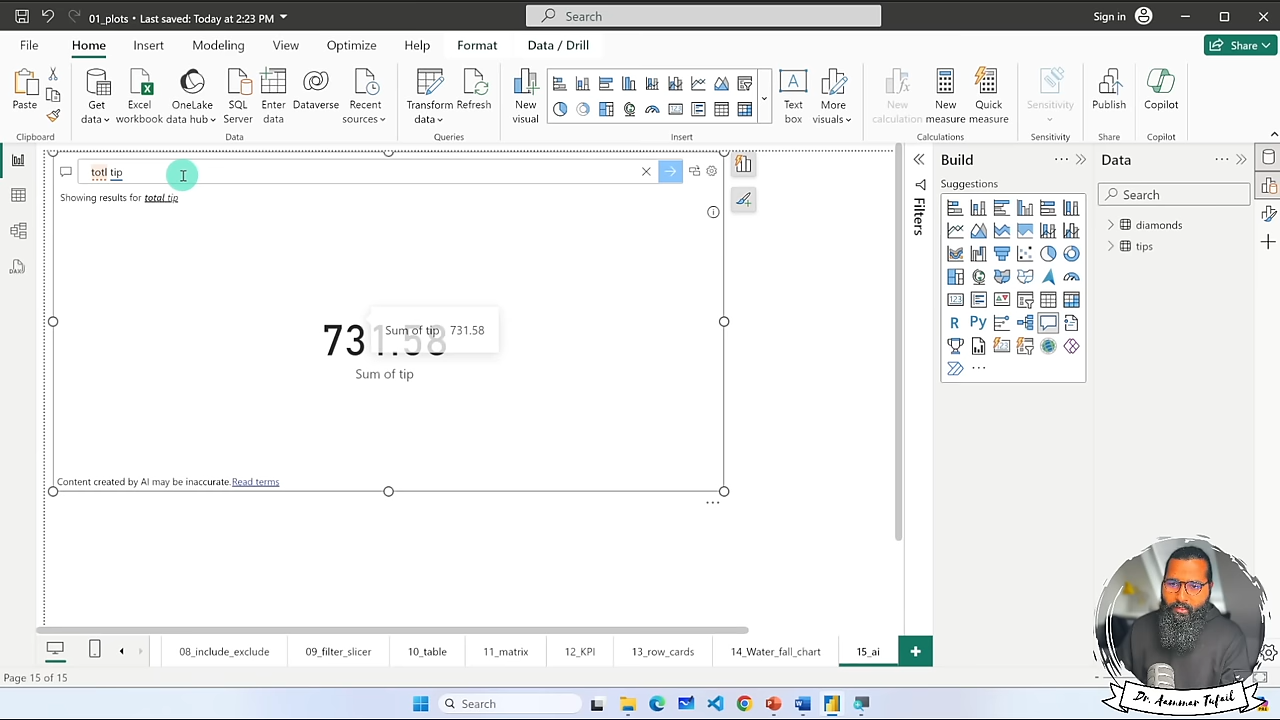 01_plots • Last saved: Today at 2:23 PM
Search
Sign in
File
Home
Insert
Modeling
View
Optimize
Help
Format
Data / Drill
Share
Paste
Get data
Excel workbook
OneLake data hub
SQL Server
Enter data
Dataverse
Recent sources
Transform data
Refresh
New visual
Text box
More visuals
New calculation
New measure
Quick measure
Sensitivity
Publish
Copilot
Clipboard
Data
Queries
Insert
Calculations
Sensitivity
Share
Copilot
totl tip
Showing results for total tip
731.58
Sum of tip 731.58
Sum of tip
Content created by AI may be inaccurate. Read terms
Filters
Build
Suggestions
R
Py
Data
Search
diamonds
tips
08_include_exclude
09_filter_slicer
10_table
11_matrix
12_KPI
13_row_cards
14_Water_fall_chart
15_ai
Page 15 of 15
Search
Dr. Aammar Tufail